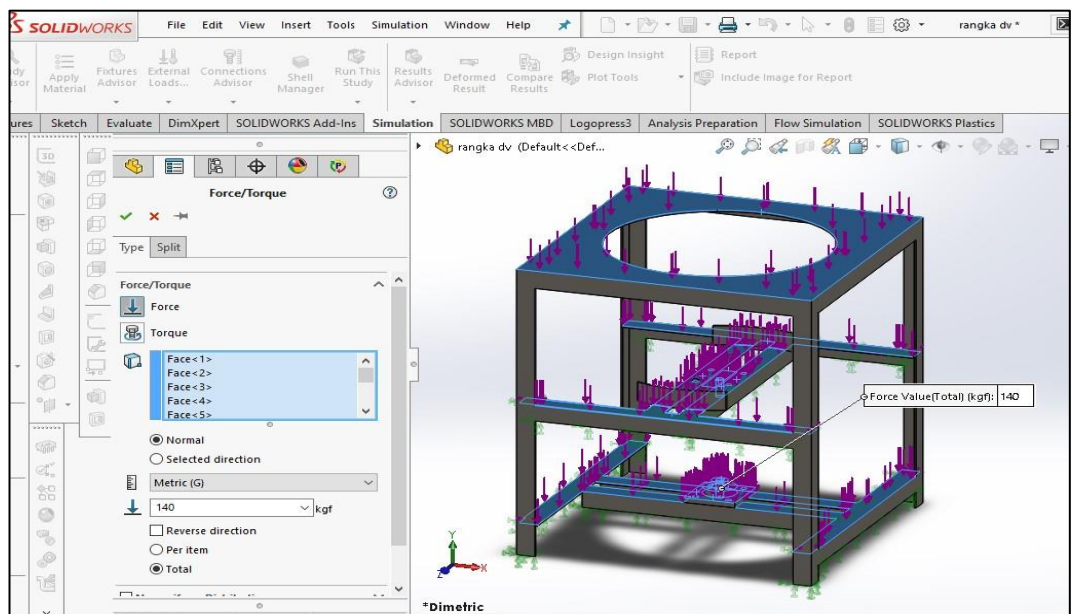 SOLIDWORKS File Edit View Insert Tools Simulation Window Help rangka dv *
Apply Material
Fixtures Advisor
External Loads...
Connections Advisor
Shell Manager
Run This Study
Results Advisor
Deformed Result
Compare Results
Design Insight
Plot Tools
Report
Include Image for Report
ures Sketch Evaluate DimXpert SOLIDWORKS Add-Ins Simulation SOLIDWORKS MBD Logopress3 Analysis Preparation Flow Simulation SOLIDWORKS Plastics
rangka dv (Default<<Def...
3D
Force/Torque
Type Split
Force/Torque
Force
Torque
Face<1>
Face<2>
Face<3>
Face<4>
Face<5>
Normal
Selected direction
Metric (G)
140 kgf
Reverse direction
Per item
Total
Force Value(Total) (kgf): 140
Y
X
Z
*Dimetric